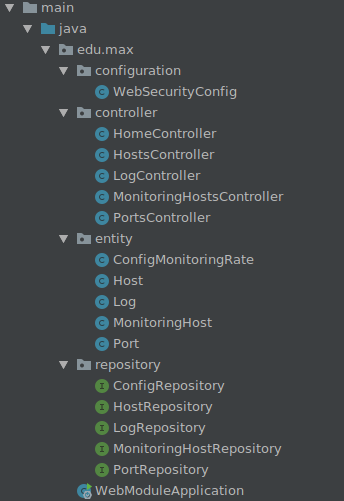 main
java
edu.max
configuration
C WebSecurityConfig
controller
C HomeController
C HostsController
C LogController
C MonitoringHostsController
C PortsController
entity
C ConfigMonitoringRate
C Host
C Log
C MonitoringHost
C Port
repository
I ConfigRepository
I HostRepository
I LogRepository
I MonitoringHostRepository
I PortRepository
C WebModuleApplication